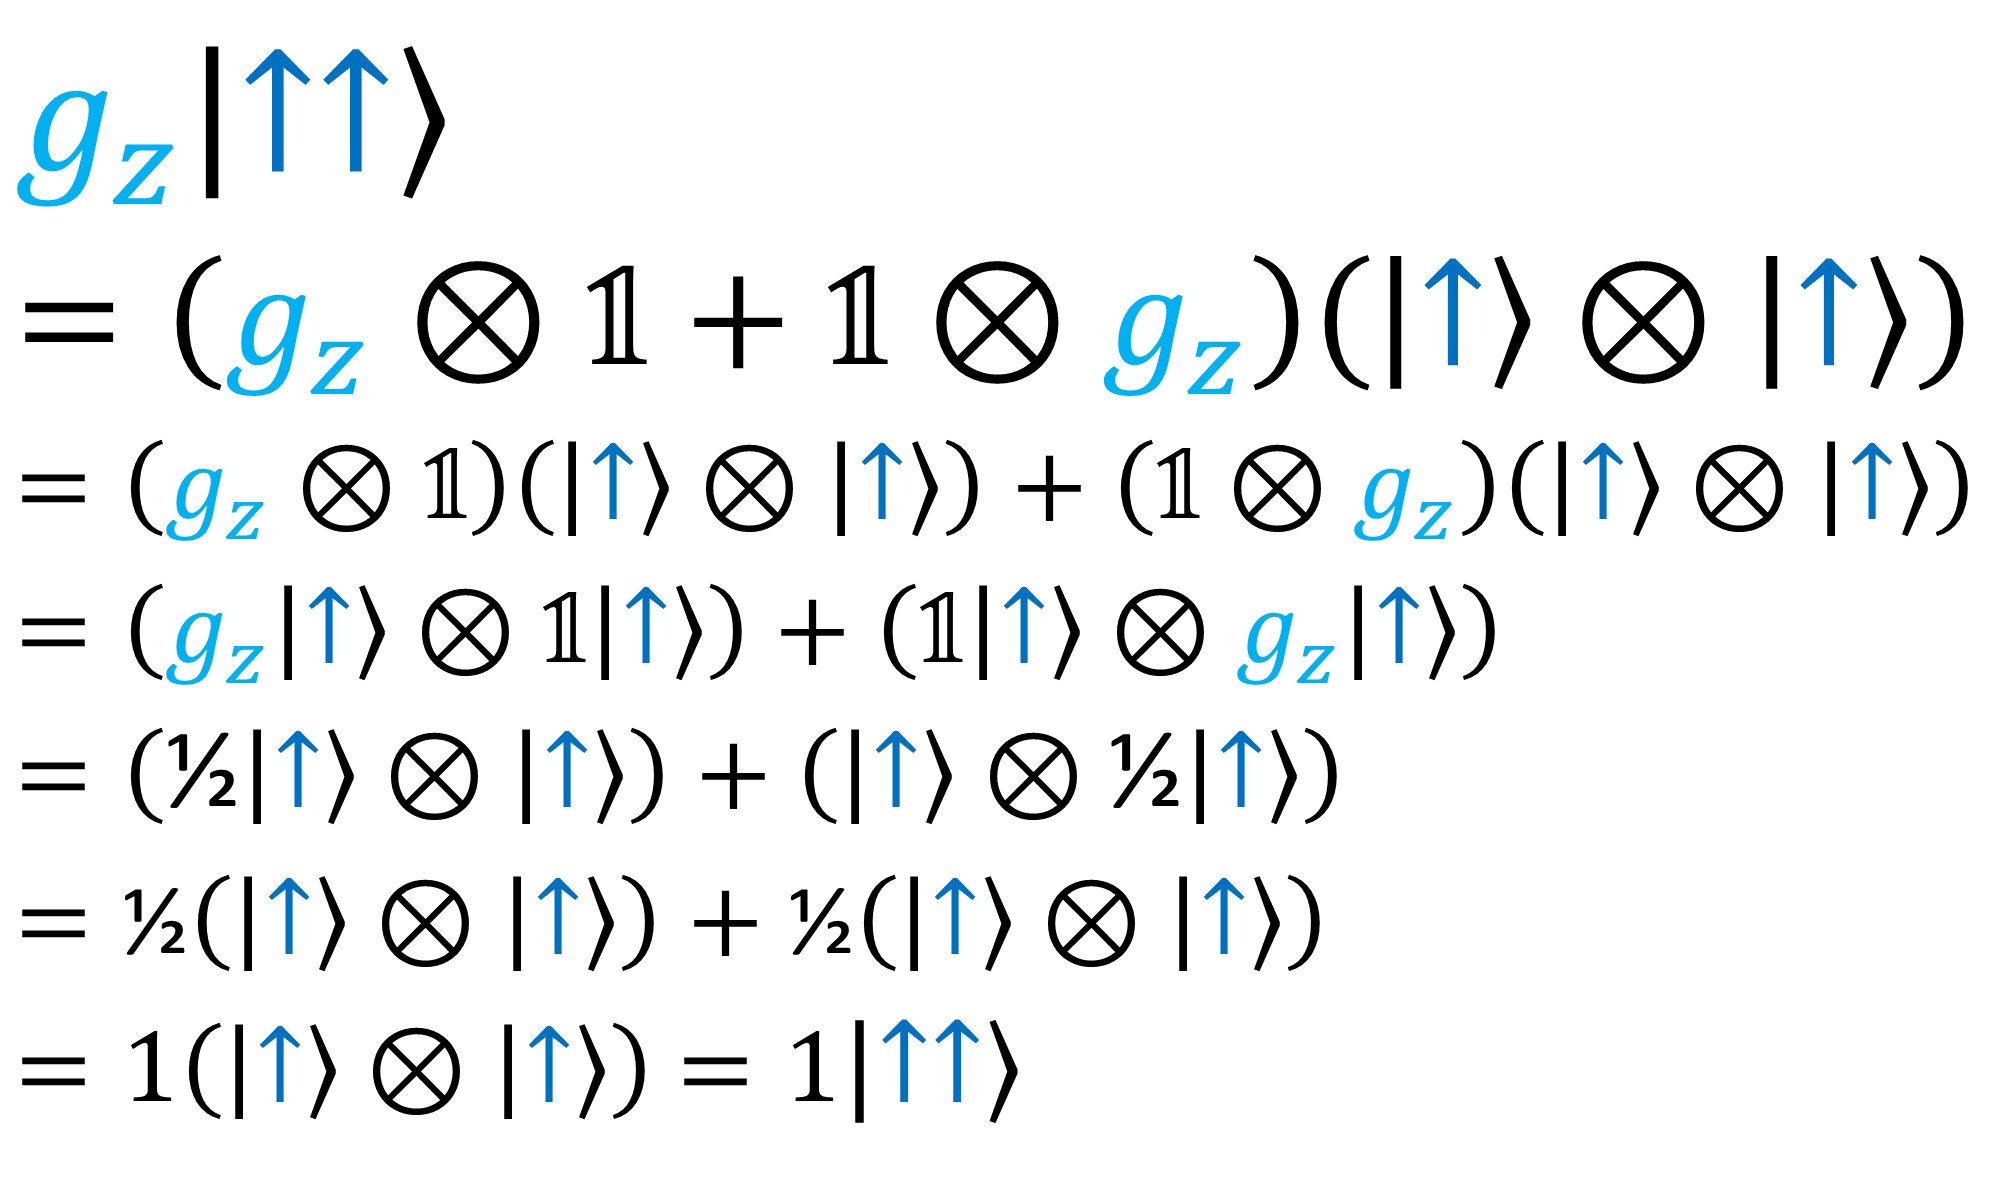 g_z|↑↑⟩
= (g_z ⊗ 𝟙 + 𝟙 ⊗ g_z)(|↑⟩ ⊗ |↑⟩)
= (g_z ⊗ 𝟙)(|↑⟩ ⊗ |↑⟩) + (𝟙 ⊗ g_z)(|↑⟩ ⊗ |↑⟩)
= (g_z|↑⟩ ⊗ 𝟙|↑⟩) + (𝟙|↑⟩ ⊗ g_z|↑⟩)
= (½|↑⟩ ⊗ |↑⟩) + (|↑⟩ ⊗ ½|↑⟩)
= ½(|↑⟩ ⊗ |↑⟩) + ½(|↑⟩ ⊗ |↑⟩)
= 1(|↑⟩ ⊗ |↑⟩) = 1|↑↑⟩